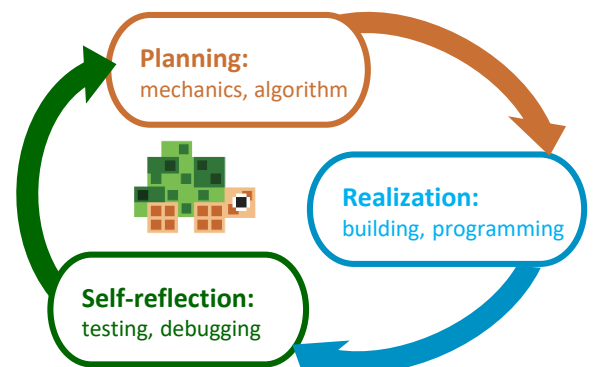 Planning:
mechanics, algorithm
Realization:
building, programming
Self-reflection:
testing, debugging